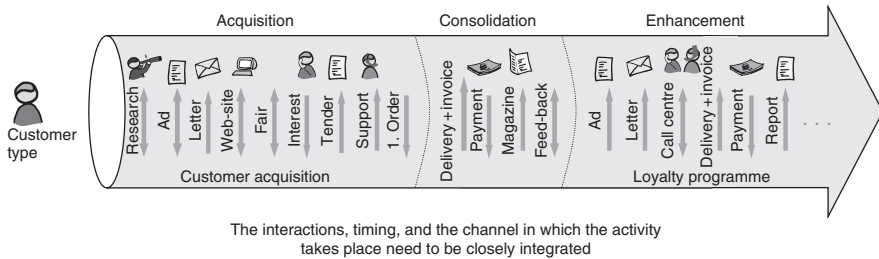 Acquisition
Consolidation
Enhancement
Customer
type
Research
Ad
Letter
Web-site
Fair
Interest
Tender
Support
1. Order
Delivery + invoice
Payment
Magazine
Feed-back
Ad
Letter
Call centre
Delivery + invoice
Payment
Report
. . .
Customer acquisition
Loyalty programme
The interactions, timing, and the channel in which the activity
takes place need to be closely integrated